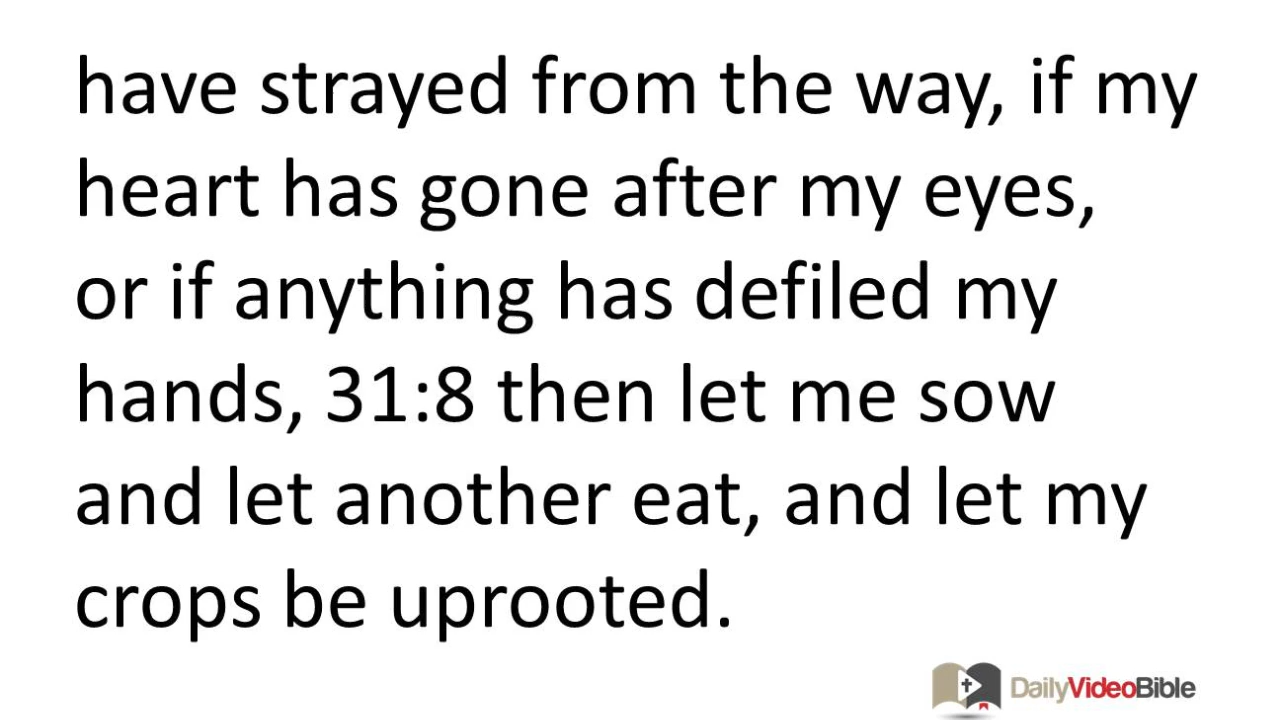 have strayed from the way, if my
heart has gone after my eyes,
or if anything has defiled my
hands, 31:8 then let me sow
and let another eat, and let my
crops be uprooted.
DailyVideoBible